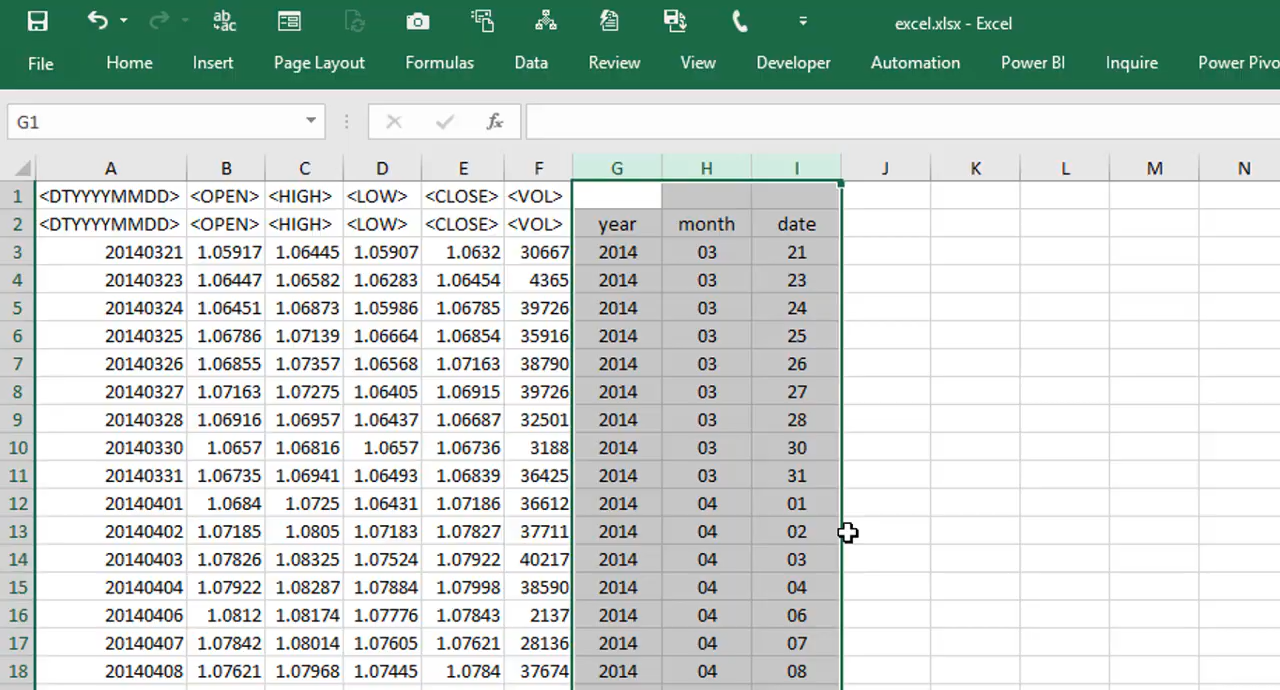 ab
ac
excel.xlsx - Excel
File Home Insert Page Layout Formulas Data Review View Developer Automation Power BI Inquire Power Pivo
G1 fx
A B C D E F G H I J K L M N
1 <DTYYYYMMDD> <OPEN> <HIGH> <LOW> <CLOSE> <VOL>
2 <DTYYYYMMDD> <OPEN> <HIGH> <LOW> <CLOSE> <VOL> year month date
3 20140321 1.05917 1.06445 1.05907 1.0632 30667 2014 03 21
4 20140323 1.06447 1.06582 1.06283 1.06454 4365 2014 03 23
5 20140324 1.06451 1.06873 1.05986 1.06785 39726 2014 03 24
6 20140325 1.06786 1.07139 1.06664 1.06854 35916 2014 03 25
7 20140326 1.06855 1.07357 1.06568 1.07163 38790 2014 03 26
8 20140327 1.07163 1.07275 1.06405 1.06915 39726 2014 03 27
9 20140328 1.06916 1.06957 1.06437 1.06687 32501 2014 03 28
10 20140330 1.0657 1.06816 1.0657 1.06736 3188 2014 03 30
11 20140331 1.06735 1.06941 1.06493 1.06839 36425 2014 03 31
12 20140401 1.0684 1.0725 1.06431 1.07186 36612 2014 04 01
13 20140402 1.07185 1.0805 1.07183 1.07827 37711 2014 04 02
14 20140403 1.07826 1.08325 1.07524 1.07922 40217 2014 04 03
15 20140404 1.07922 1.08287 1.07884 1.07998 38590 2014 04 04
16 20140406 1.0812 1.08174 1.07776 1.07843 2137 2014 04 06
17 20140407 1.07842 1.08014 1.07605 1.07621 28136 2014 04 07
18 20140408 1.07621 1.07968 1.07445 1.0784 37674 2014 04 08